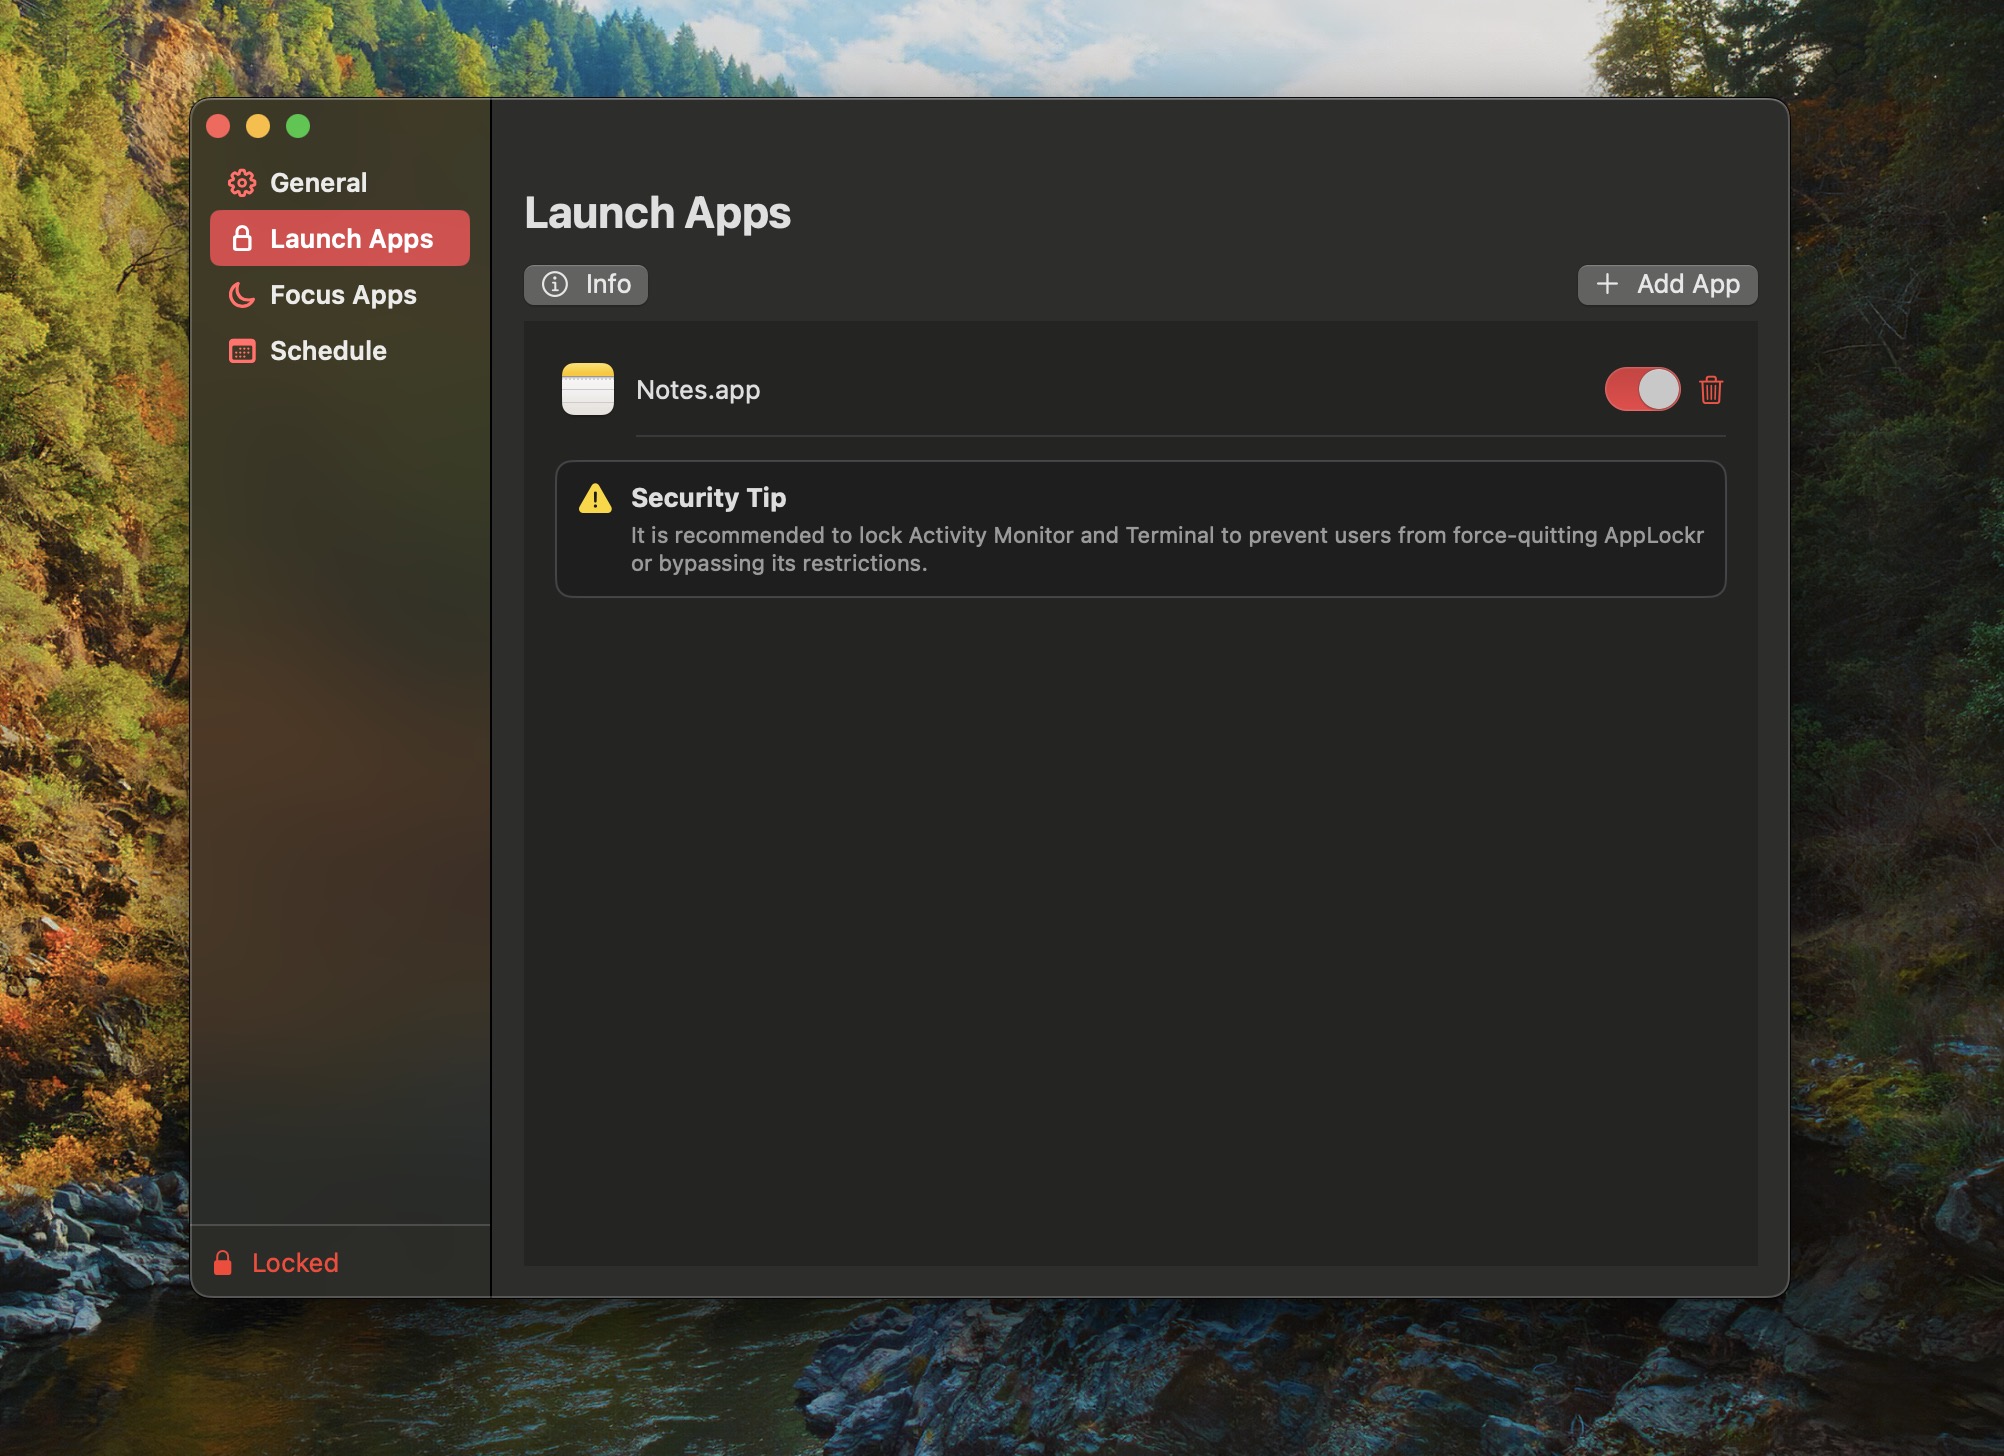 General
Launch Apps
Focus Apps
Schedule
Locked
Launch Apps
Info
Add App
Notes.app
Security Tip
It is recommended to lock Activity Monitor and Terminal to prevent users from force-quitting AppLockr
or bypassing its restrictions.